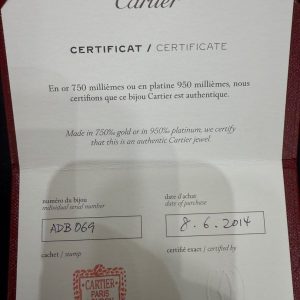 Cartier
CERTIFICAT / CERTIFICATE
En or 750 millièmes ou en platine 950 millièmes, nous
certifions que ce bijou Cartier est authentique.
Made in 750‰ gold or in 950‰ platinum, we certify
that this is an authentic Cartier jewel.
numéro du bijou
individual serial number
date d'achat
date of purchase
ADB069
8.6.2014
cachet / stamp
certifié exact / certified by
CARTIER
PARIS